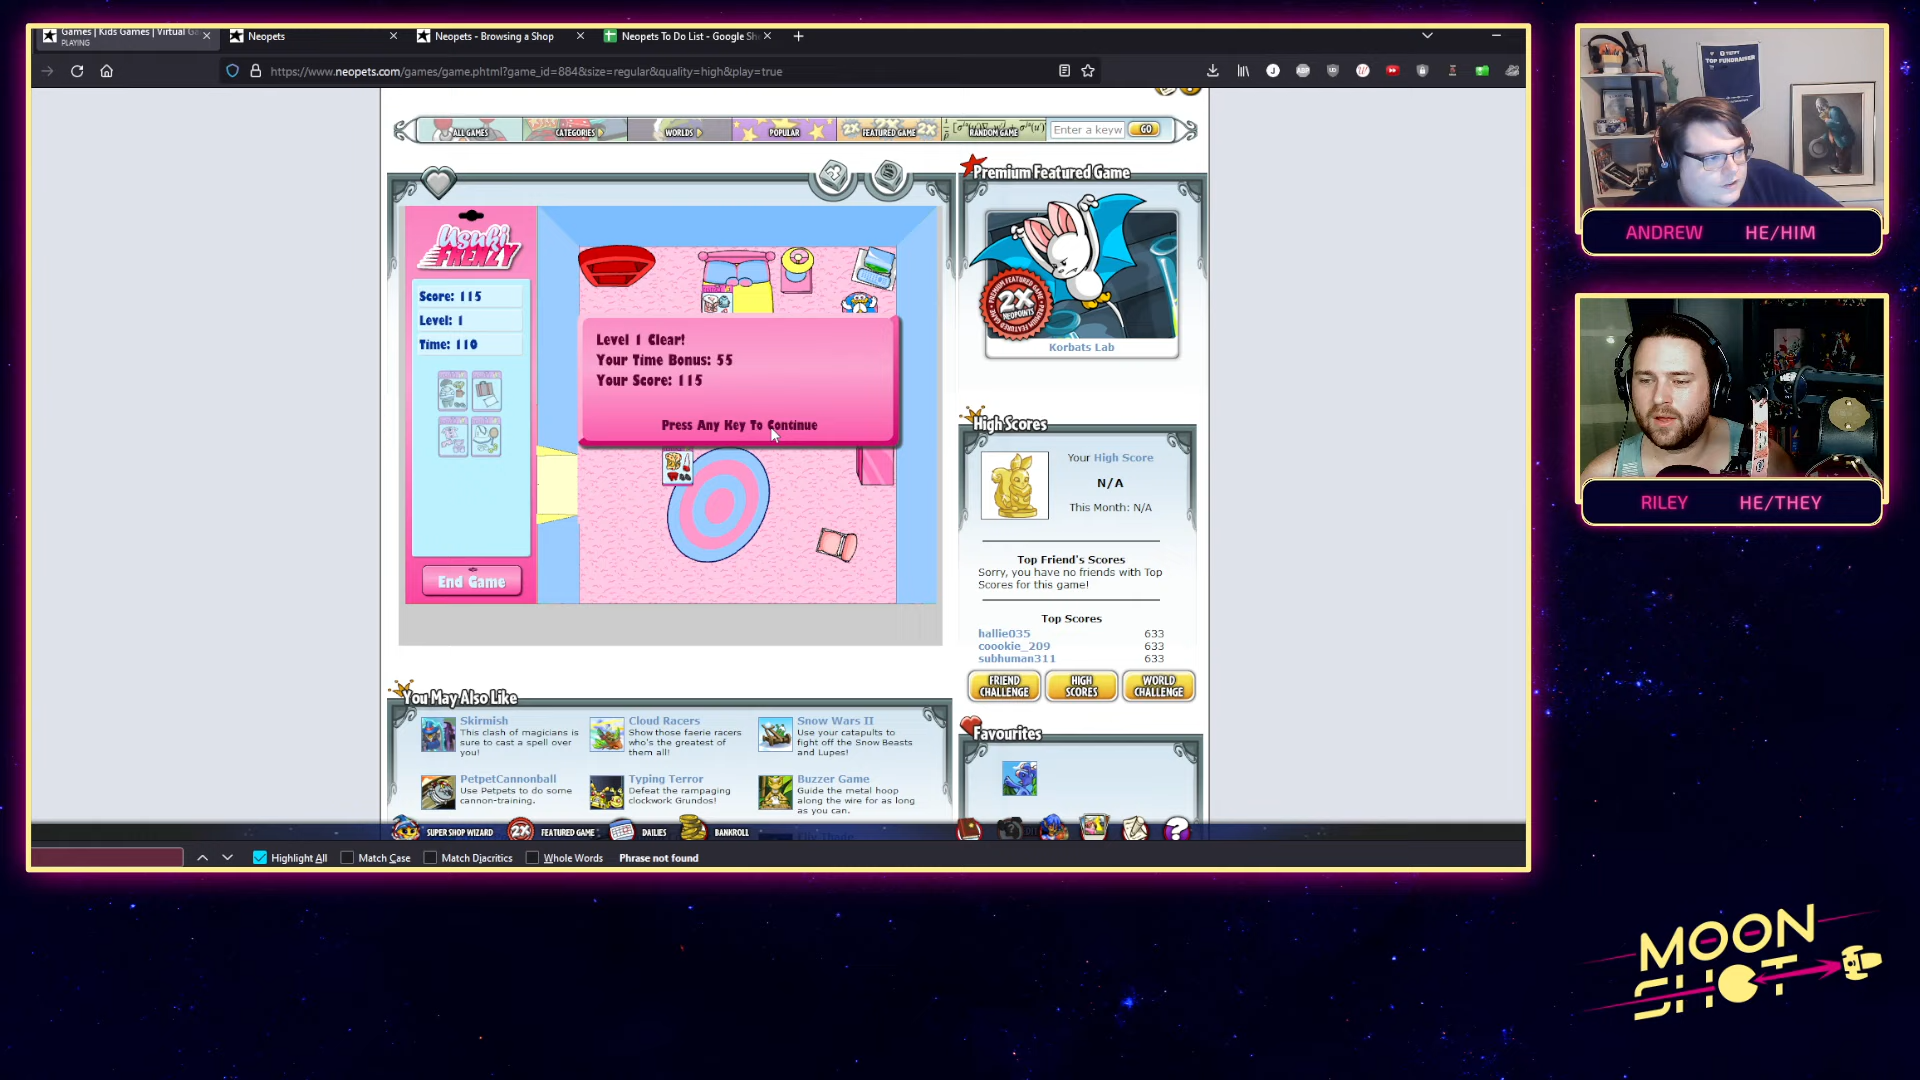 Games | Kids Games | Virtual Ga
PLAYING
Neopets
Neopets - Browsing a Shop
Neopets To Do List - Google Sh
https://www.neopets.com/games/game.phtml?game_id=884&size=regular&quality=high&play=true
ALL GAMES
CATEGORIES
WORLDS
POPULAR
FEATURED GAME
RANDOM GAME
Enter a keyw
GO
Usuki
FRENZY
Score: 115
Level: 1
Time: 110
Level 1 Clear!
Your Time Bonus: 55
Your Score: 115
Press Any Key To Continue
End Game
Premium Featured Game
2X
NEOPOINTS
Korbats Lab
High Scores
Your High Score
N/A
This Month: N/A
Top Friend's Scores
Sorry, you have no friends with Top
Scores for this game!
Top Scores
hallie035 633
coookie_209 633
subhuman311 633
FRIEND CHALLENGE
HIGH SCORES
WORLD CHALLENGE
You May Also Like
Skirmish
This clash of magicians is
sure to cast a spell over
you!
Cloud Racers
Show those faerie racers
who's the greatest of
them all!
Snow Wars II
Use your catapults to
fight off the Snow Beasts
and Lupes!
PetpetCannonball
Use Petpets to do some
cannon-training.
Typing Terror
Defeat the rampaging
clockwork Grundos!
Buzzer Game
Guide the metal hoop
along the wire for as long
as you can.
Favourites
SUPER SHOP WIZARD
2X
FEATURED GAME
DAILIES
BANKROLL
Highlight All
Match Case
Match Diacritics
Whole Words
Phrase not found
TOP FUNDRAISER
ANDREW HE/HIM
RILEY HE/THEY
MOON
SHOT